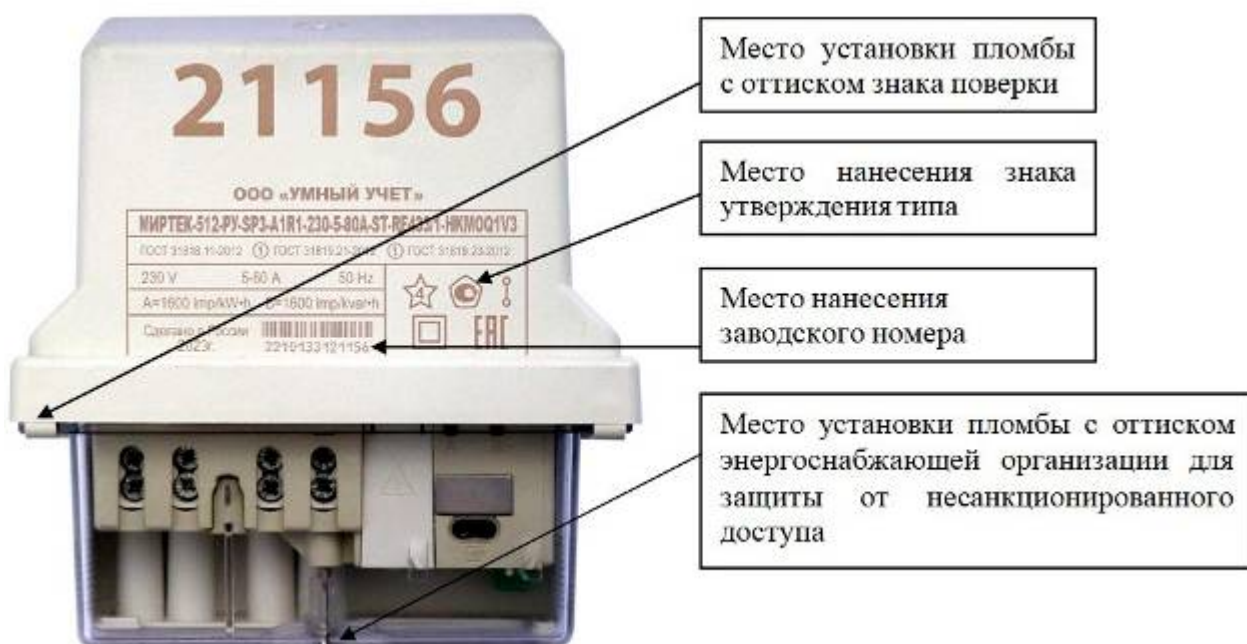 21156
ООО «УМНЫЙ УЧЕТ»
МИРТЕК-512-РУ-SP3-A1R1-230-5-80A-ST-RF433/1-HKMOQ1V3
ГОСТ 31818.11-2012 1 ГОСТ 31819.21-2012 1 ГОСТ 31819.23-2012
230 V 5-80 A 50 Hz
A=1600 imp/kW•h
imp/kvar•h
4
Сделано в России
2023г.
2210133121156
ЕАС
Место установки пломбы
с оттиском знака поверки
Место нанесения знака
утверждения типа
Место нанесения
заводского номера
Место установки пломбы с оттиском
энергоснабжающей организации для
защиты от несанкционированного
доступа